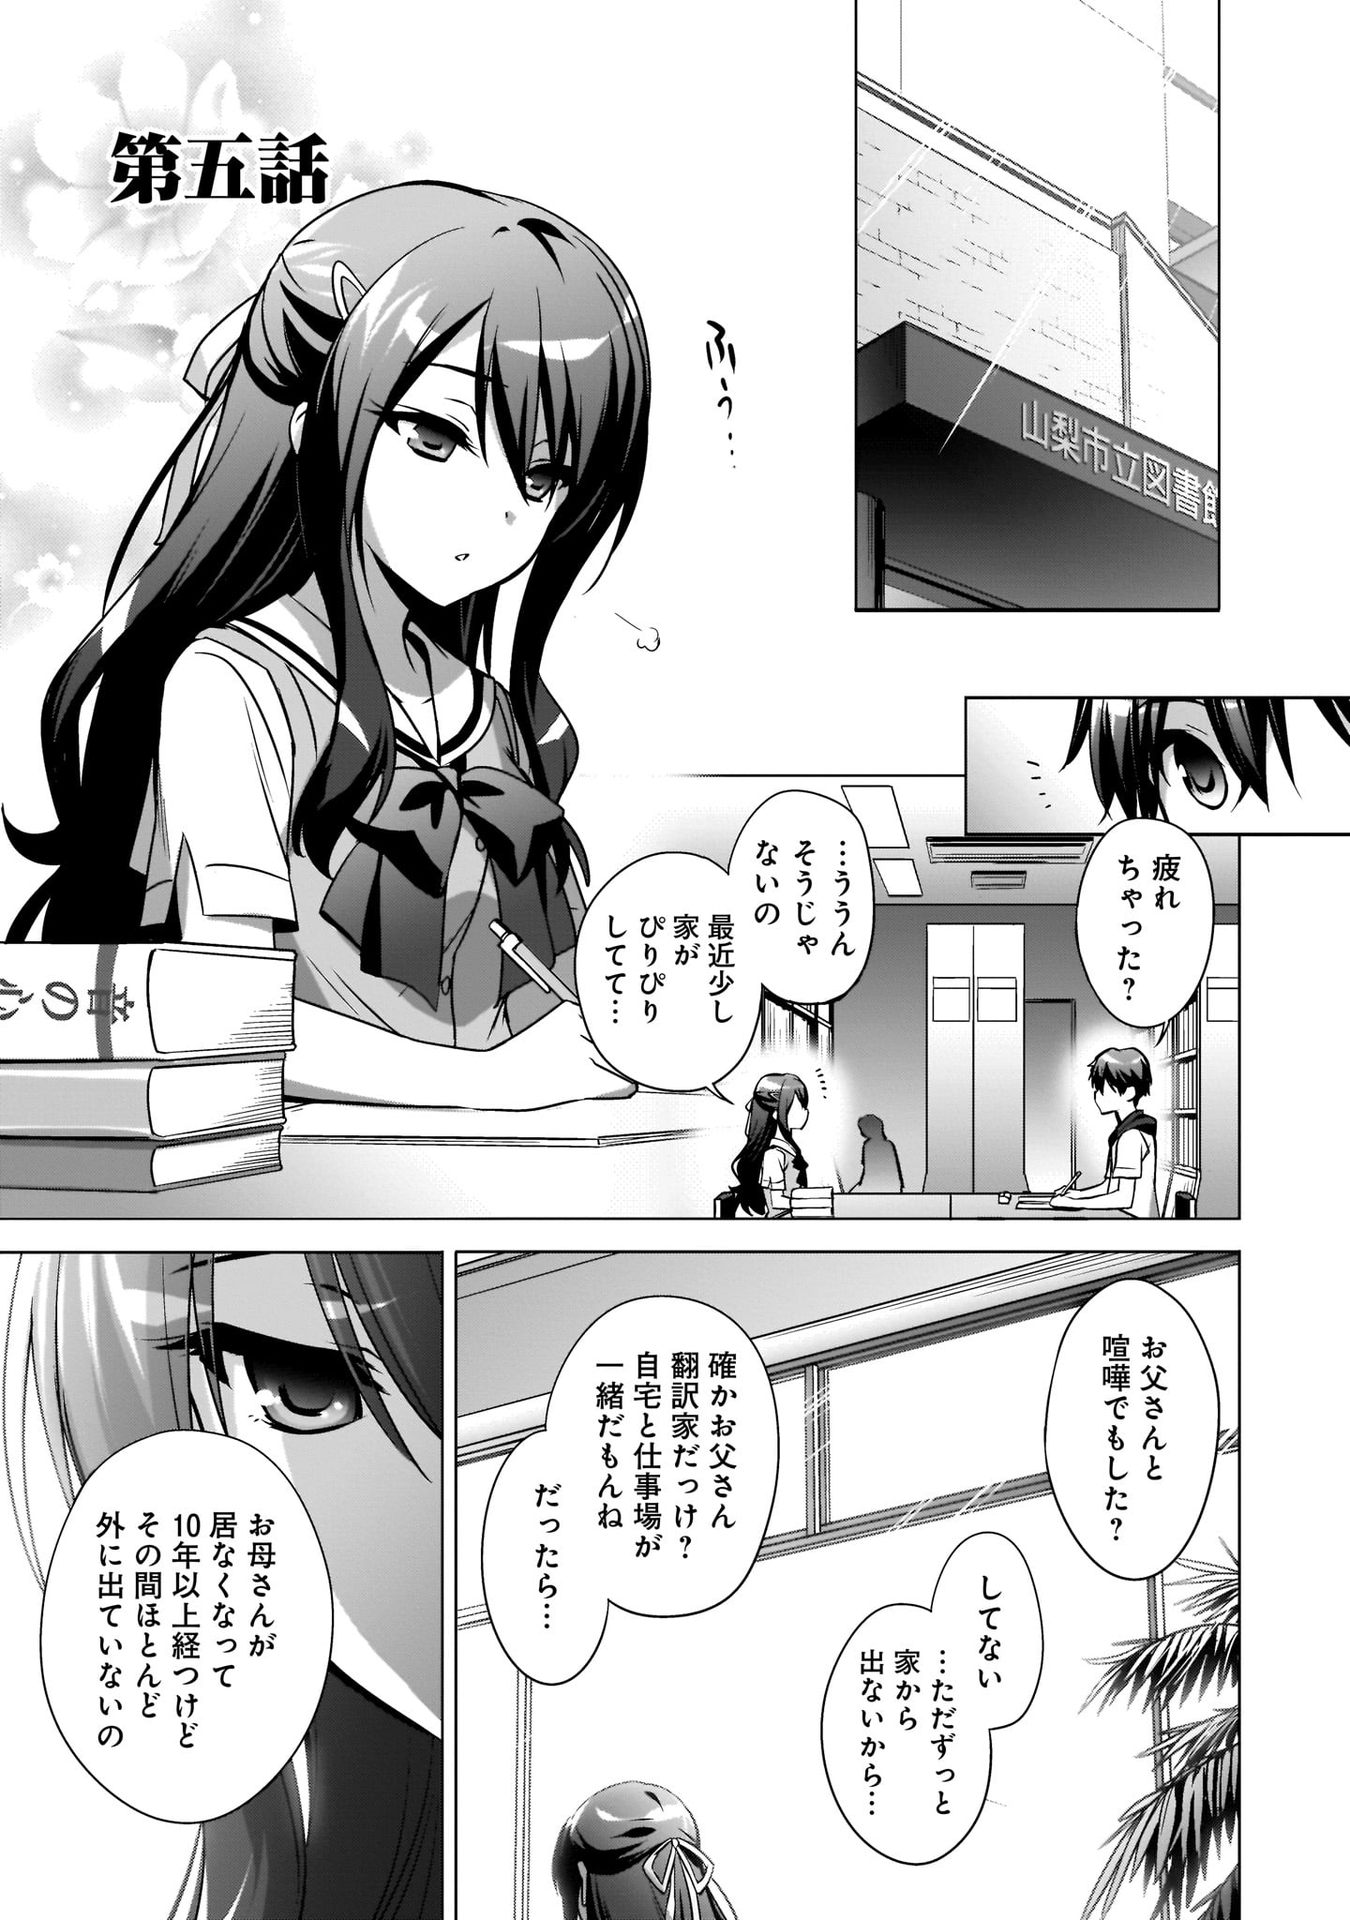 山梨市立図書館
第五話
ふぅ…
疲れ
ちゃった？
…ううん
そうじゃ
ないの
最近少し
家が
ぴりぴり
してて…
音の心
お父さんと
喧嘩でもした？
してない
…ただずっと
家から
出ないから…
確かお父さん
翻訳家だっけ？
自宅と仕事場が
一緒だもんね
だったら…
お母さんが
居なくなって
10年以上経つけど
その間ほとんど
外に出ていないの